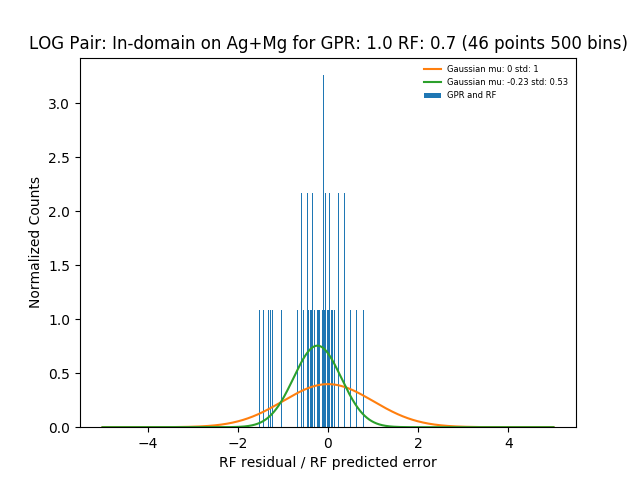 LOG Pair: In-domain on Ag+Mg for GPR: 1.0 RF: 0.7 (46 points 500 bins)
Gaussian mu: 0 std: 1
Gaussian mu: -0.23 std: 0.53
GPR and RF
Normalized Counts
3.0
2.5
2.0
1.5
1.0
0.5
0.0
−4 −2 0 2 4
RF residual / RF predicted error